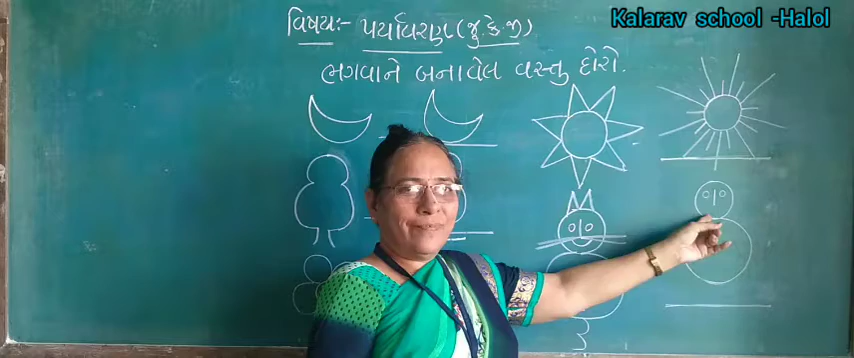 Kalarav school -Halol
વિષય:- પર્યાવરણ (જુ.કે.જી)
ભગવાને બનાવેલ વસ્તુ દોરો.